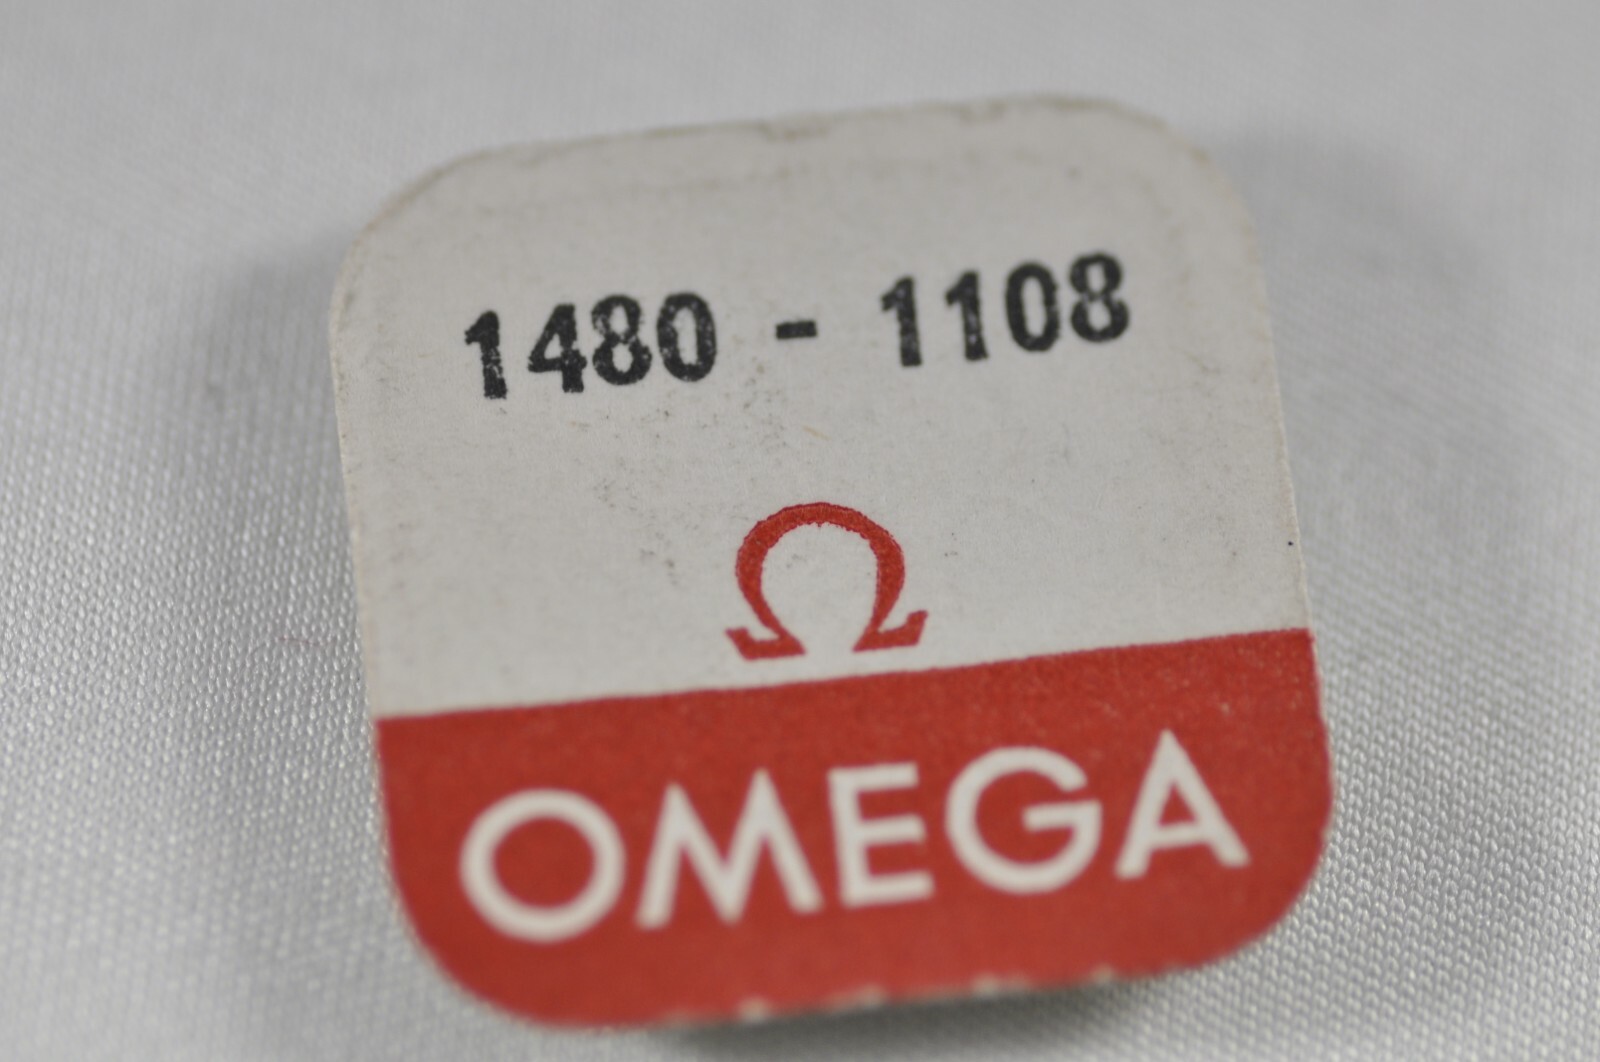 1480 - 1108
Ω
OMEGA